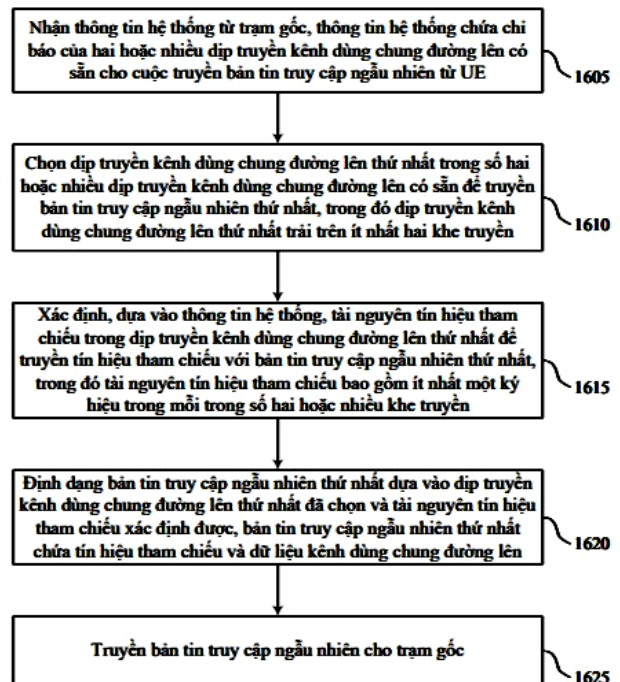 Nhận thông tin hệ thống từ trạm gốc, thông tin hệ thống chứa chỉ
báo của hai hoặc nhiều dịp truyền kênh dùng chung đường lên có
sẵn cho cuộc truyền bản tin truy cập ngẫu nhiên từ UE
1605
Chọn dịp truyền kênh dùng chung đường lên thứ nhất trong số hai
hoặc nhiều dịp truyền kênh dùng chung đường lên có sẵn để truyền
bản tin truy cập ngẫu nhiên thứ nhất, trong đó dịp truyền kênh
dùng chung đường lên thứ nhất trải trên ít nhất hai khe truyền
1610
Xác định, dựa vào thông tin hệ thống, tài nguyên tín hiệu tham
chiếu trong dịp truyền kênh dùng chung đường lên thứ nhất để
truyền tín hiệu tham chiếu với bản tin truy cập ngẫu nhiên thứ nhất,
trong đó tài nguyên tín hiệu tham chiếu bao gồm ít nhất một ký
hiệu trong mỗi trong số hai hoặc nhiều khe truyền
1615
Định dạng bản tin truy cập ngẫu nhiên thứ nhất dựa vào dịp truyền
kênh dùng chung đường lên thứ nhất đã chọn và tài nguyên tín hiệu
tham chiếu xác định được, bản tin truy cập ngẫu nhiên thứ nhất
chứa tín hiệu tham chiếu và dữ liệu kênh dùng chung đường lên
1620
Truyền bản tin truy cập ngẫu nhiên cho trạm gốc
1625